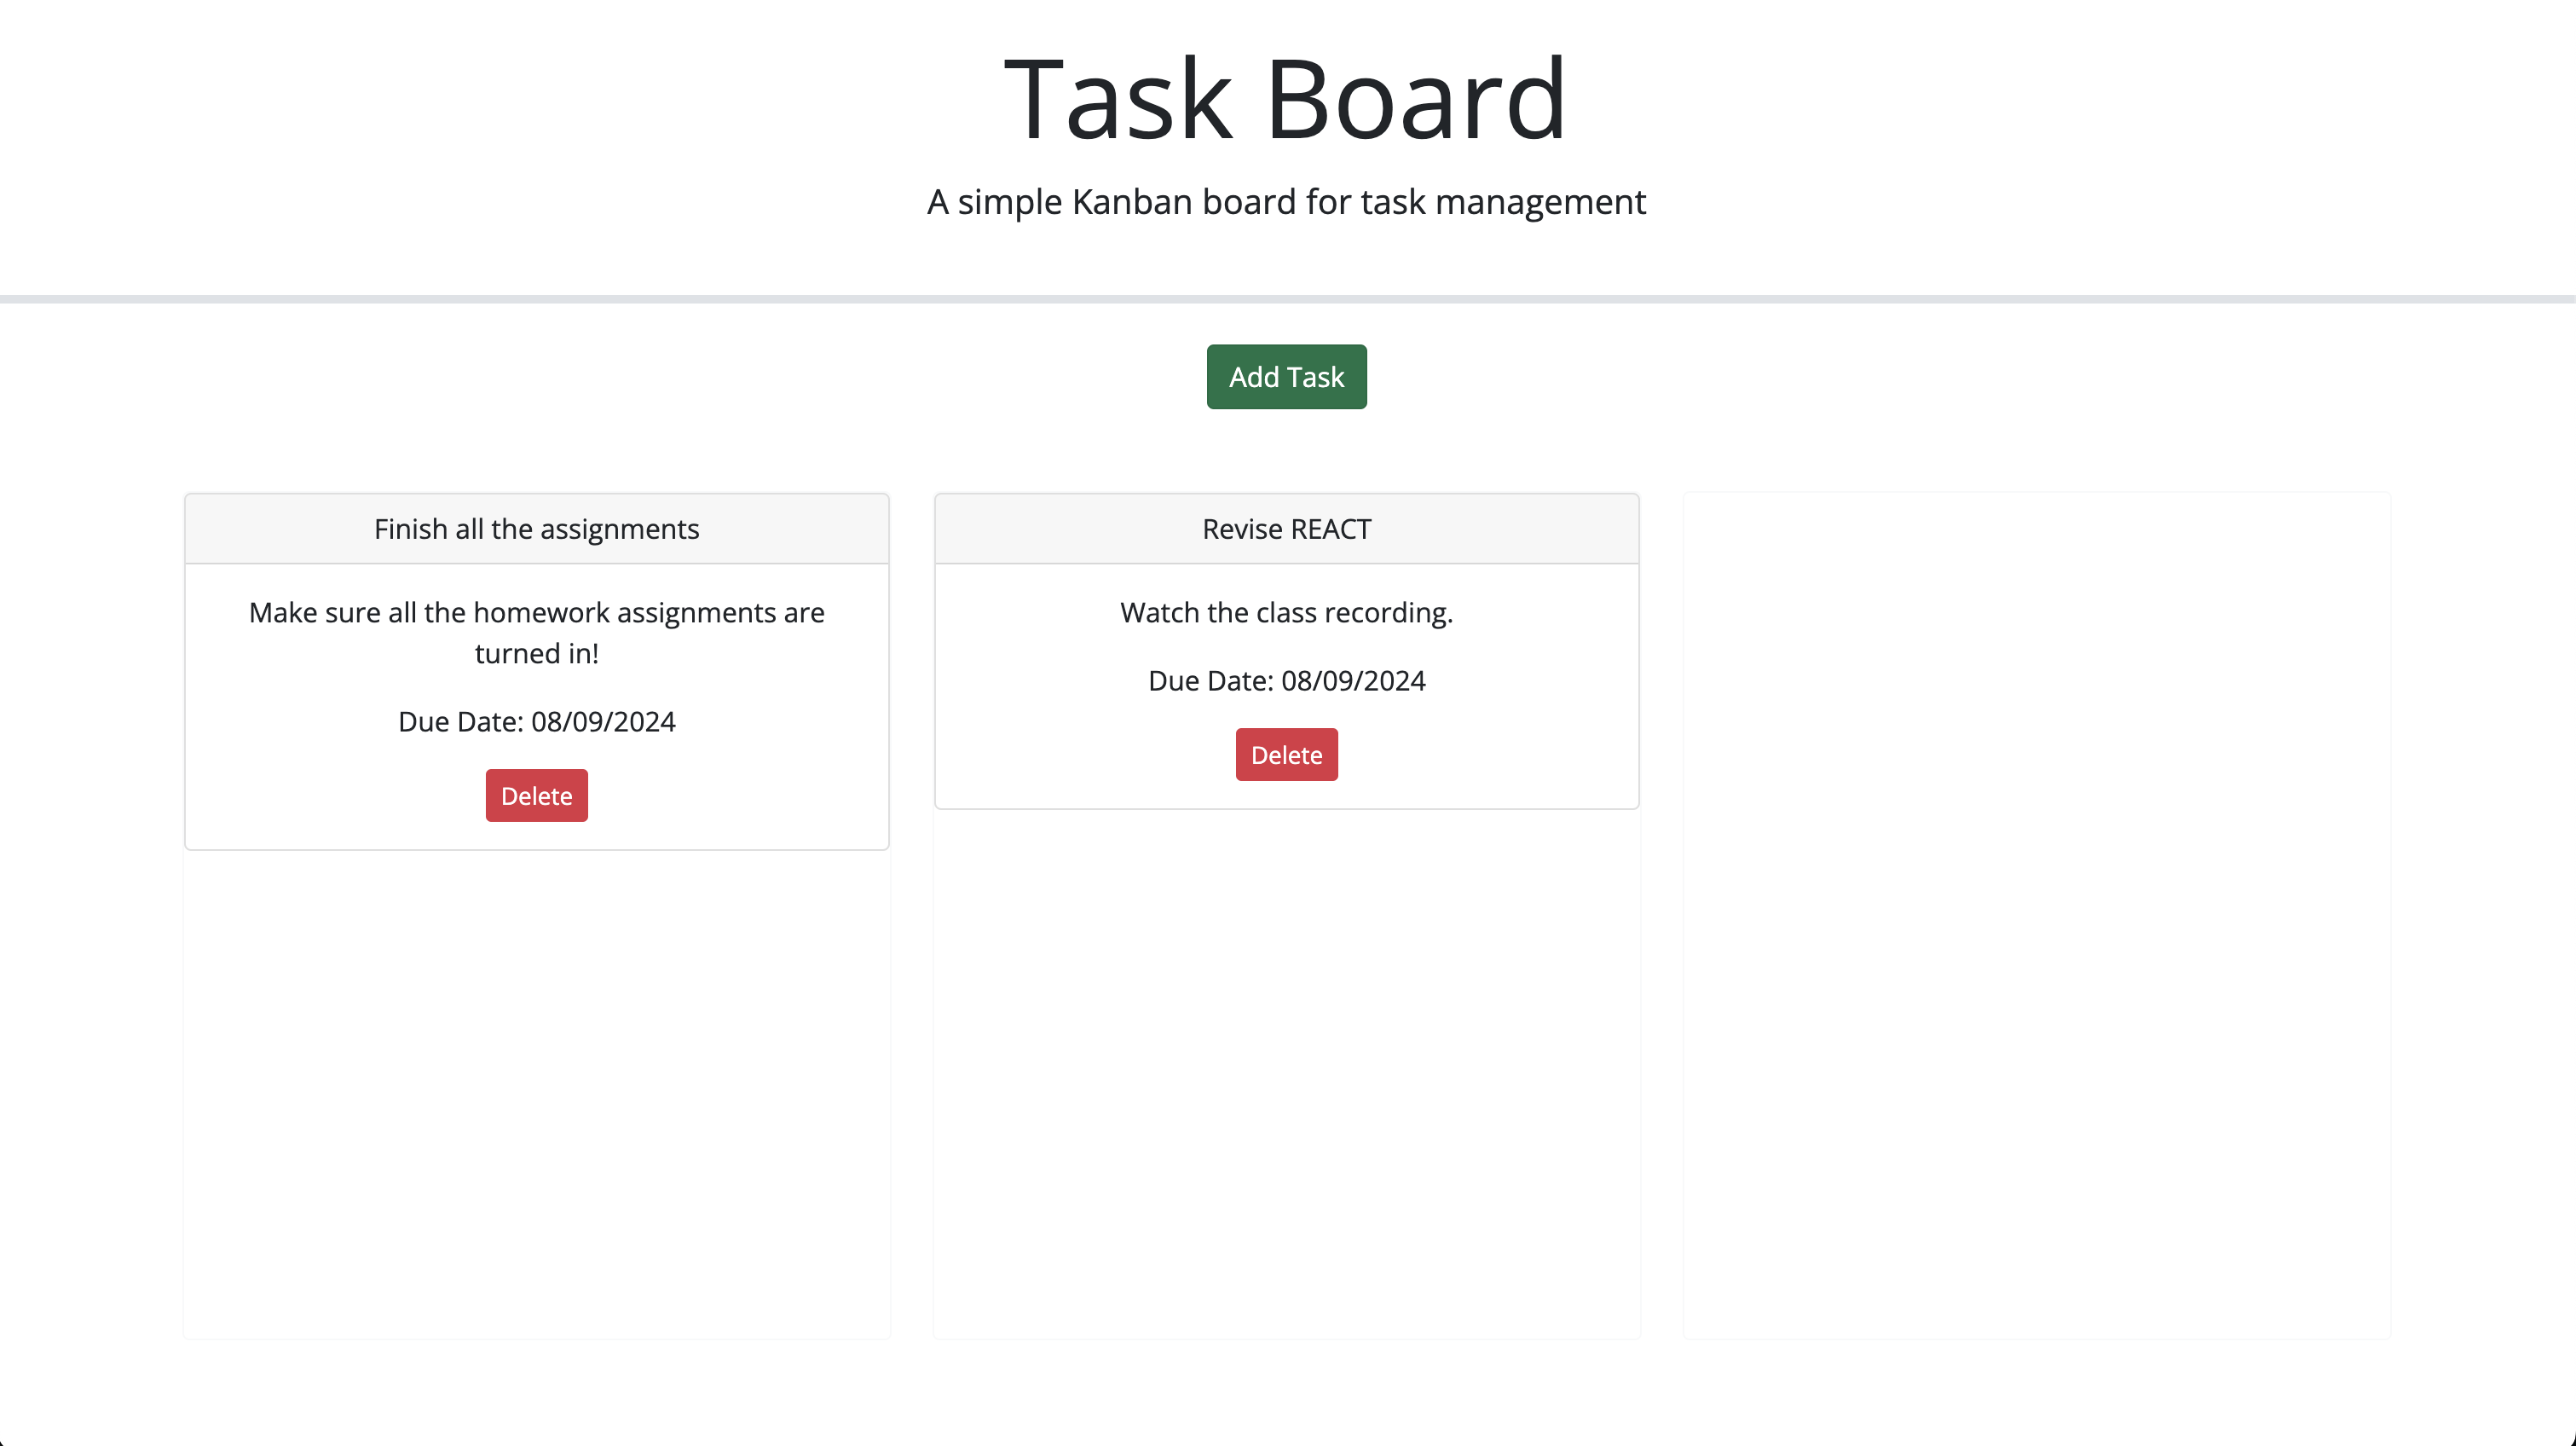 Task Board
A simple Kanban board for task management
Add Task
Finish all the assignments
Make sure all the homework assignments are
turned in!
Due Date: 08/09/2024
Delete
Revise REACT
Watch the class recording.
Due Date: 08/09/2024
Delete